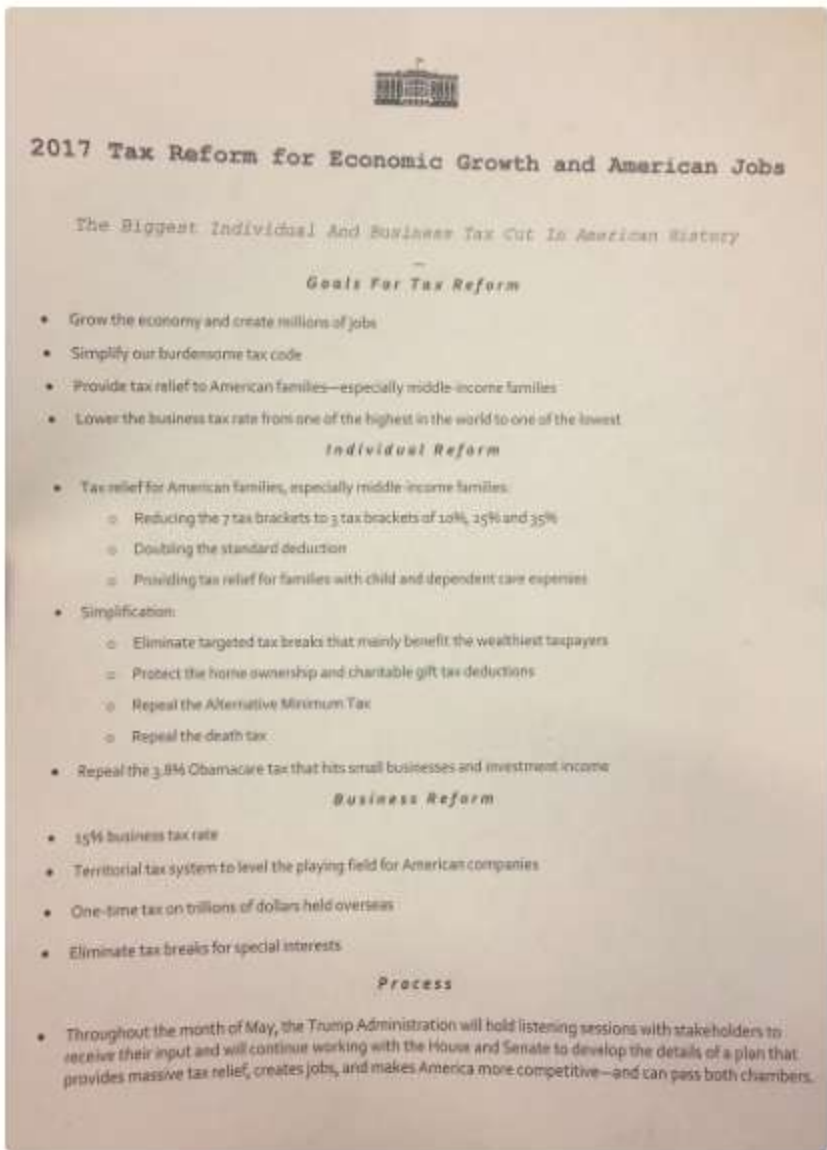 2017 Tax Reform for Economic Growth and American Jobs
The Biggest Individual And Business Tax Cut In American History
Goals For Tax Reform
• Grow the economy and create millions of jobs
• Simplify our burdensome tax code
• Provide tax relief to American families—especially middle-income families
• Lower the business tax rate from one of the highest in the world to one of the lowest
Individual Reform
• Tax relief for American families, especially middle-income families:
o Reducing the 7 tax brackets to 3 tax brackets of 10%, 25% and 35%
o Doubling the standard deduction
o Providing tax relief for families with child and dependent care expenses
• Simplification:
o Eliminate targeted tax breaks that mainly benefit the wealthiest taxpayers
o Protect the home ownership and charitable gift tax deductions
o Repeal the Alternative Minimum Tax
o Repeal the death tax
• Repeal the 3.8% Obamacare tax that hits small businesses and investment income
Business Reform
• 15% business tax rate
• Territorial tax system to level the playing field for American companies
• One-time tax on trillions of dollars held overseas
• Eliminate tax breaks for special interests
Process
• Throughout the month of May, the Trump Administration will hold listening sessions with stakeholders to
receive their input and will continue working with the House and Senate to develop the details of a plan that
provides massive tax relief, creates jobs, and makes America more competitive—and can pass both chambers.